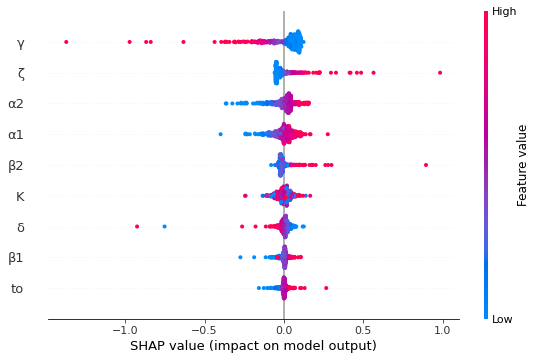 High
γ
ζ
α2
α1
β2
K
δ
β1
to
Feature value
Low
−1.0 −0.5 0.0 0.5 1.0
SHAP value (impact on model output)